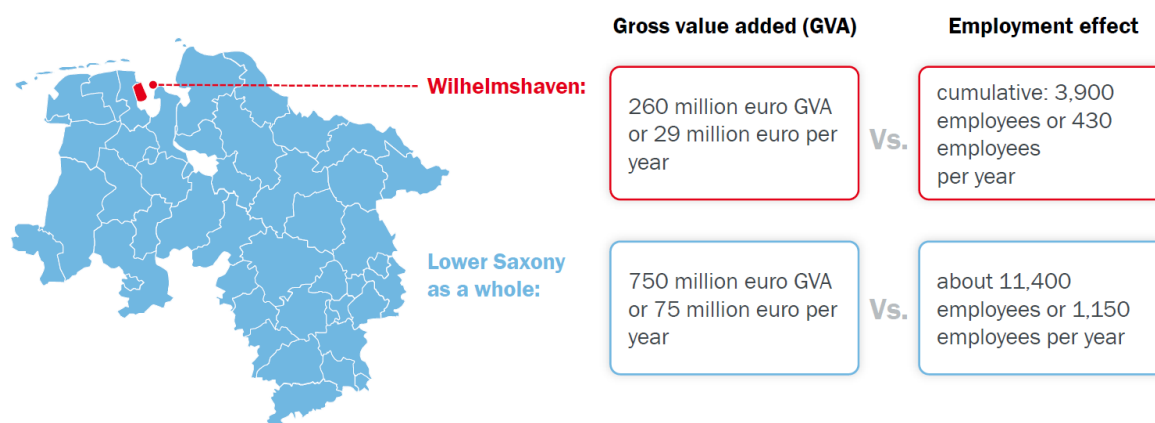 Gross value added (GVA)
Employment effect
Wilhelmshaven:
260 million euro GVA
or 29 million euro per
year
Vs.
cumulative: 3,900
employees or 430
employees
per year
Lower Saxony
as a whole:
750 million euro GVA
or 75 million euro per
year
Vs.
about 11,400
employees or 1,150
employees per year